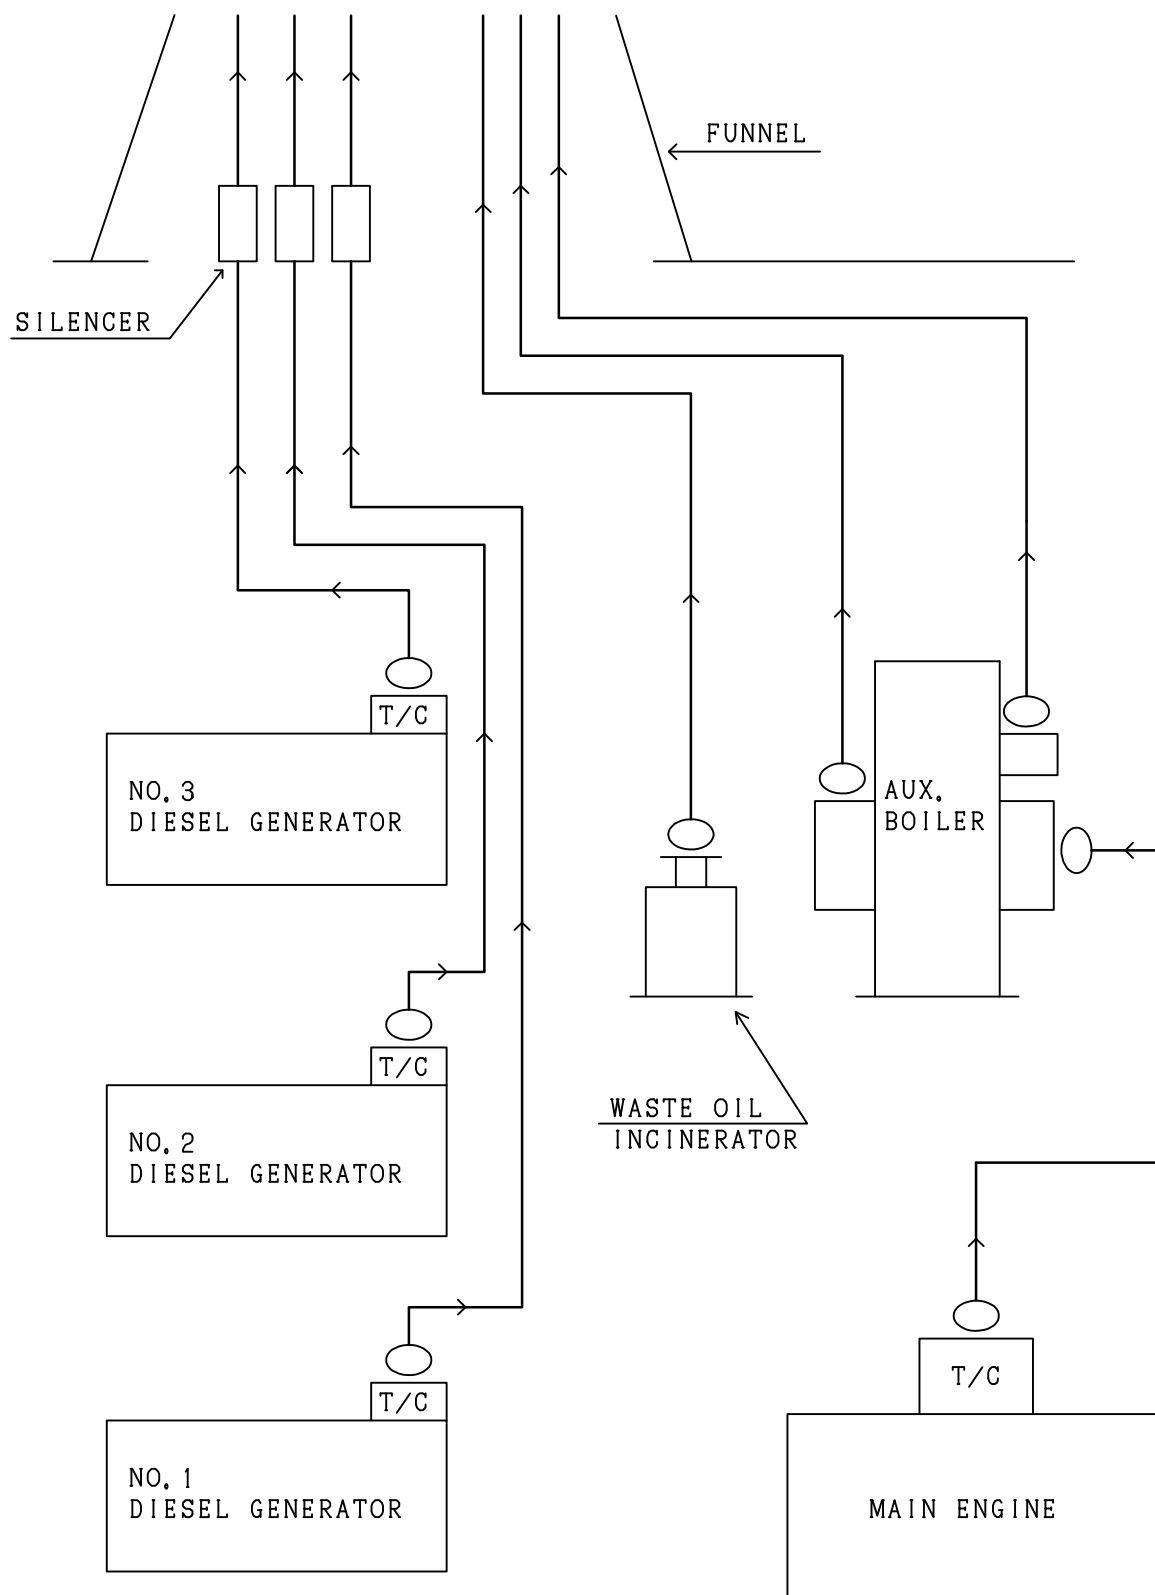 FUNNEL
SILENCER
T/C
NO. 3
DIESEL GENERATOR
AUX.
BOILER
T/C
NO. 2
DIESEL GENERATOR
WASTE OIL
INCINERATOR
T/C
NO. 1
DIESEL GENERATOR
T/C
MAIN ENGINE